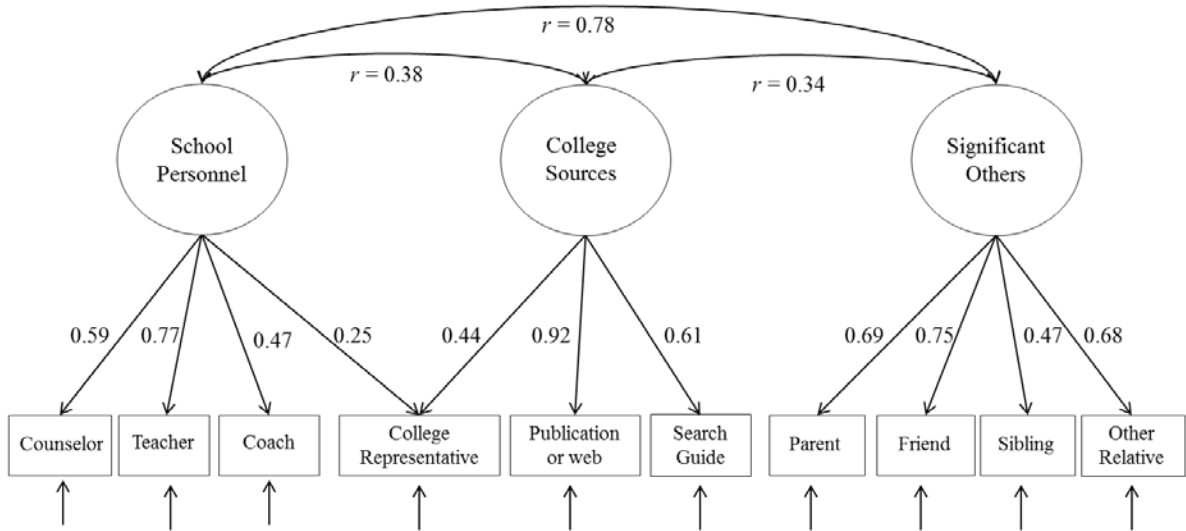 r = 0.78
r = 0.38
r = 0.34
School
Personnel
College
Sources
Significant
Others
0.59
0.77
0.47
0.25
0.44
0.92
0.61
0.69
0.75
0.47
0.68
Counselor
Teacher
Coach
College
Representative
Publication
or web
Search
Guide
Parent
Friend
Sibling
Other
Relative